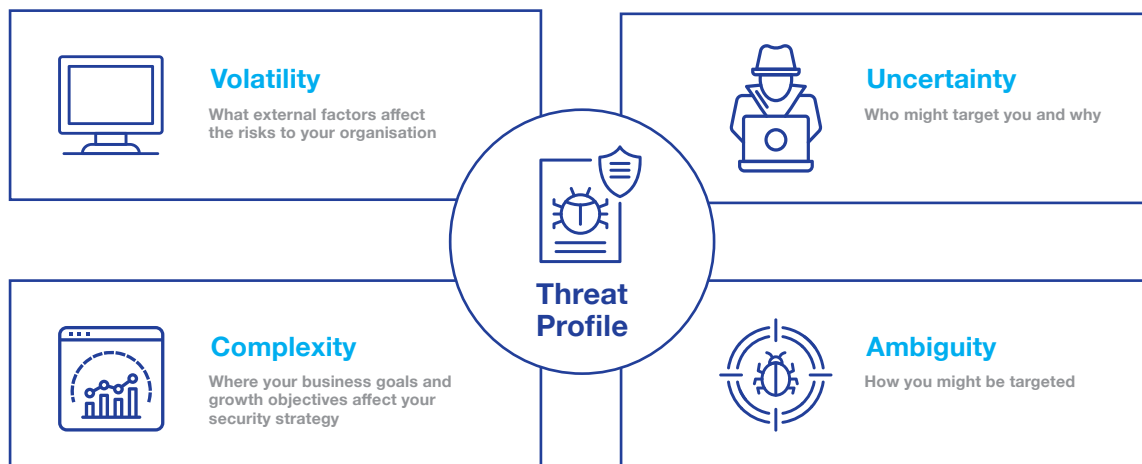 Volatility
What external factors affect
the risks to your organisation
Uncertainty
Who might target you and why
Threat
Profile
Complexity
Where your business goals and
growth objectives affect your
security strategy
Ambiguity
How you might be targeted